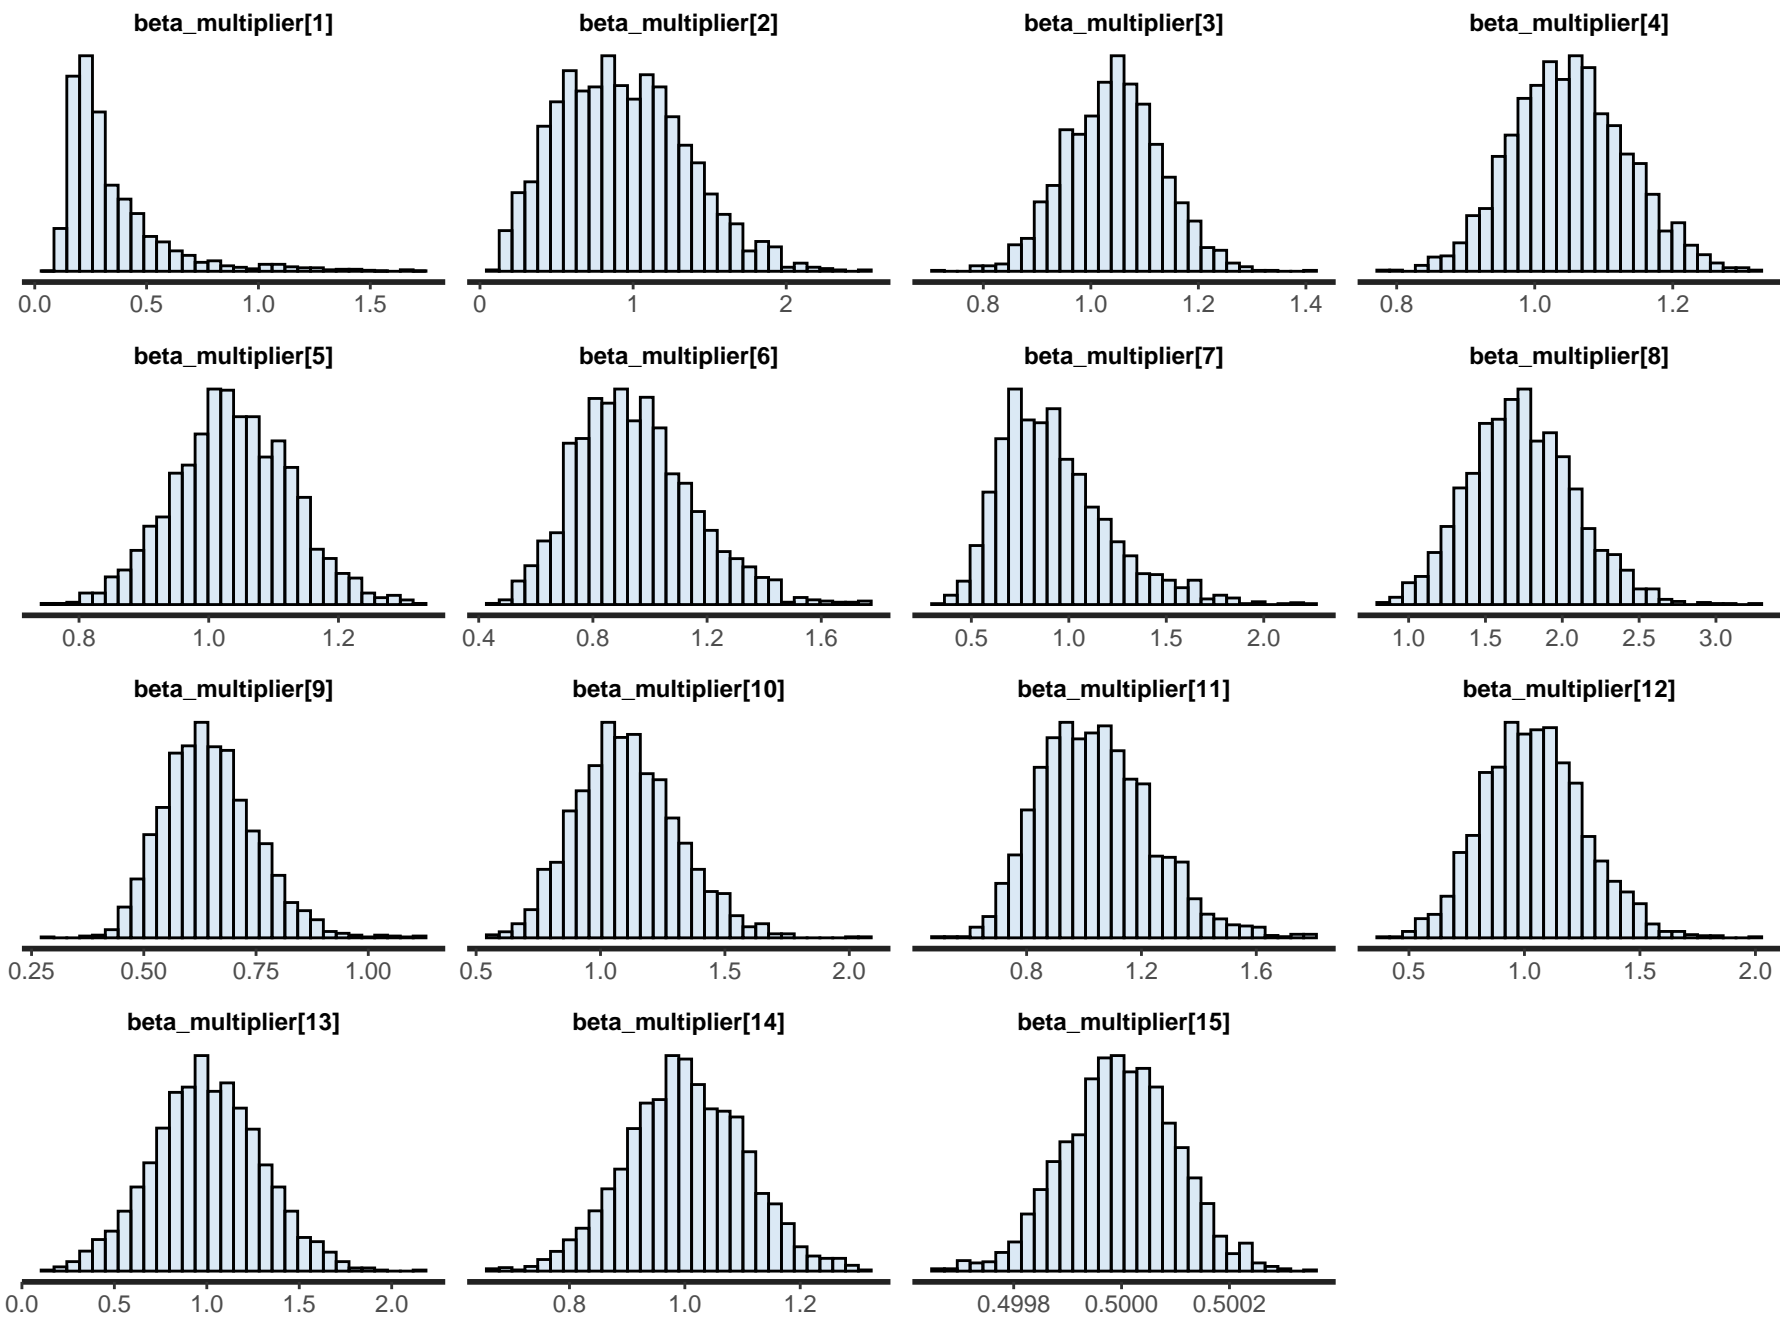 beta_multiplier[1] beta_multiplier[2] beta_multiplier[3] beta_multiplier[4]
0.0 0.5 1.0 1.5 0 1 2 0.8 1.0 1.2 1.4 0.8 1.0 1.2
beta_multiplier[5] beta_multiplier[6] beta_multiplier[7] beta_multiplier[8]
0.8 1.0 1.2 0.4 0.8 1.2 1.6 0.5 1.0 1.5 2.0 1.0 1.5 2.0 2.5 3.0
beta_multiplier[9] beta_multiplier[10] beta_multiplier[11] beta_multiplier[12]
0.25 0.50 0.75 1.00 0.5 1.0 1.5 2.0 0.8 1.2 1.6 0.5 1.0 1.5 2.0
beta_multiplier[13] beta_multiplier[14] beta_multiplier[15]
0.0 0.5 1.0 1.5 2.0 0.8 1.0 1.2 0.4998 0.5000 0.5002